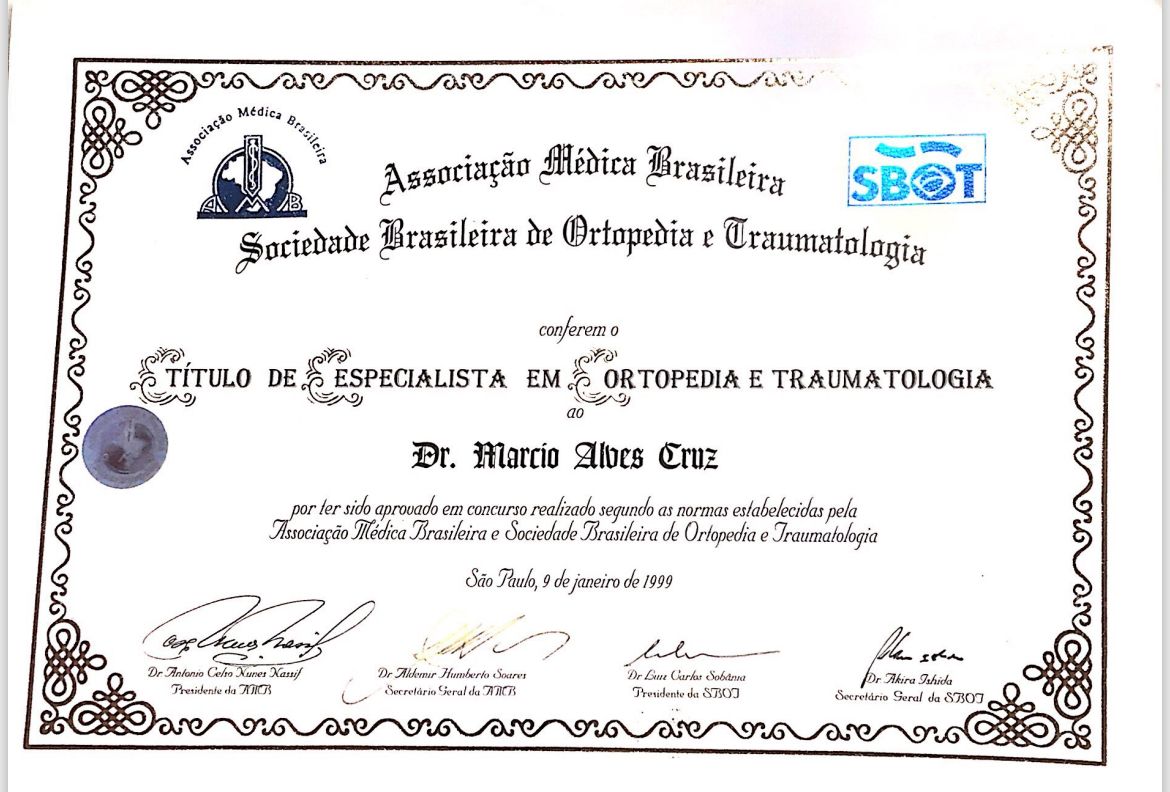 Associação Médica Brasileira
SBOT
Associação Médica Brasileira
Sociedade Brasileira de Ortopedia e Traumatologia
conferem o
TÍTULO DE ESPECIALISTA EM ORTOPEDIA E TRAUMATOLOGIA
ao
Dr. Marcio Alves Cruz
por ter sido aprovado em concurso realizado segundo as normas estabelecidas pela
Associação Médica Brasileira e Sociedade Brasileira de Ortopedia e Traumatologia
São Paulo, 9 de janeiro de 1999
Dr. Antonio Celso Nunes Nassif
Presidente da AMB
Dr Aldemir Humberto Soares
Secretário Geral da AMB
Dr Luiz Carlos Sobânia
Presidente da SBOT
Dr Akira Ishida
Secretário Geral da SBOT